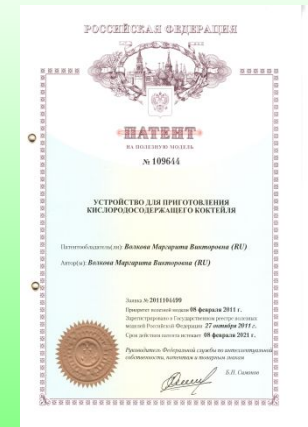 РОССИЙСКАЯ ФЕДЕРАЦИЯ
ПАТЕНТ
НА ПОЛЕЗНУЮ МОДЕЛЬ
№ 109644
УСТРОЙСТВО ДЛЯ ПРИГОТОВЛЕНИЯ
КИСЛОРОДОСОДЕРЖАЩЕГО КОКТЕЙЛЯ
Патентообладатель(ли): Волкова Маргарита Викторовна (RU)
Автор(ы): Волкова Маргарита Викторовна (RU)
Заявка № 2011104490
Приоритет полезной модели 08 февраля 2011 г.
Зарегистрировано в Государственном реестре полезных
моделей Российской Федерации 27 октября 2011 г.
Срок действия патента истекает 08 февраля 2021 г.
Руководитель Федеральной службы по интеллектуальной
собственности, патентам и товарным знакам
Б.П. Симонов